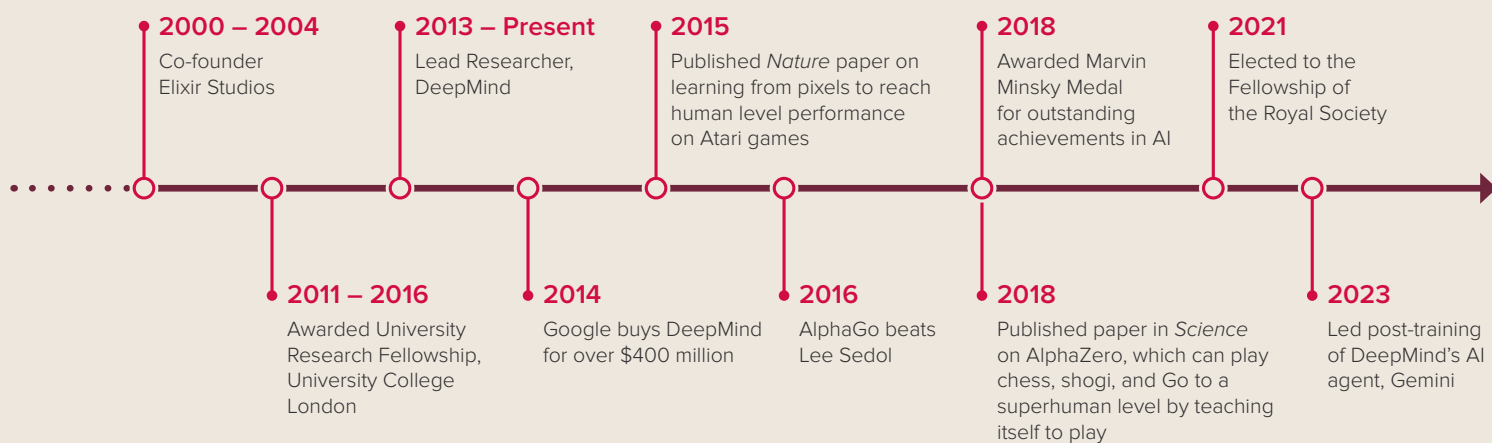 2000 – 2004
Co-founder
Elixir Studios
2011 – 2016
Awarded University
Research Fellowship,
University College
London
2013 – Present
Lead Researcher,
DeepMind
2014
Google buys DeepMind
for over $400 million
2015
Published Nature paper on
learning from pixels to reach
human level performance
on Atari games
2016
AlphaGo beats
Lee Sedol
2018
Awarded Marvin
Minsky Medal
for outstanding
achievements in AI
2018
Published paper in Science
on AlphaZero, which can play
chess, shogi, and Go to a
superhuman level by teaching
itself to play
2021
Elected to the
Fellowship of
the Royal Society
2023
Led post-training
of DeepMind’s AI
agent, Gemini